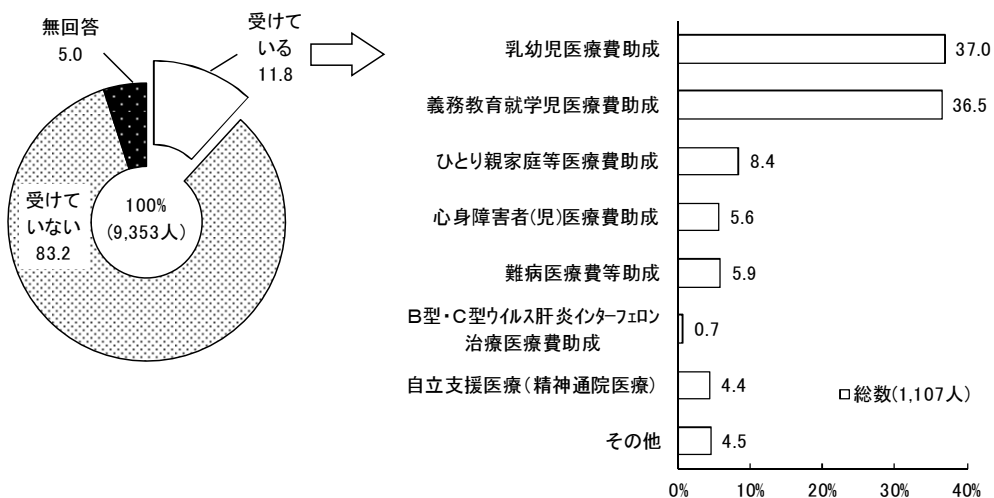 無回答
5.0
受けて
いる
11.8
受けて
いない
83.2
100%
(9,353人)
乳幼児医療費助成
37.0
義務教育就学児医療費助成
36.5
ひとり親家庭等医療費助成
8.4
心身障害者(児)医療費助成
5.6
難病医療費等助成
5.9
B型・C型ウイルス肝炎インターフェロン
治療医療費助成
0.7
自立支援医療(精神通院医療)
4.4
その他
4.5
総数(1,107人)
0% 10% 20% 30% 40%